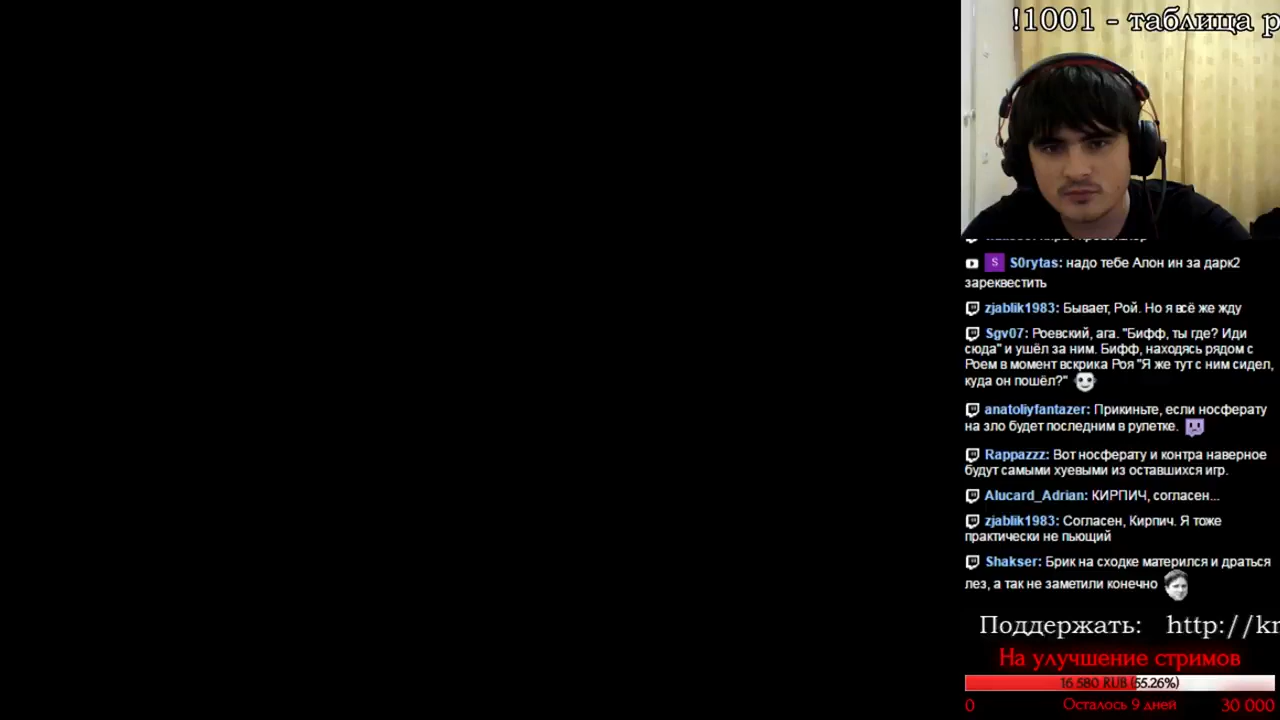 !1001 - таблица р
S S0rytas: надо тебе Алон ин за дарк2
зареквестить
zjablik1983: Бывает, Рой. Но я всё же жду
Sgv07: Роевский, ага. "Бифф, ты где? Иди
сюда" и ушёл за ним. Бифф, находясь рядом с
Роем в момент вскрика Роя "Я же тут с ним сидел,
куда он пошёл?"
anatoliyfantazer: Прикиньте, если носферату
на зло будет последним в рулетке.
Rappazzz: Вот носферату и контра наверное
будут самыми хуевыми из оставшихся игр.
Alucard_Adrian: КИРПИЧ, согласен...
zjablik1983: Согласен, Кирпич. Я тоже
практически не пьющий
Shakser: Брик на сходке матерился и драться
лез, а так не заметили конечно
Поддержать: http://kr
На улучшение стримов
16 580 RUB (55.26%)
0 Осталось 9 дней 30 000